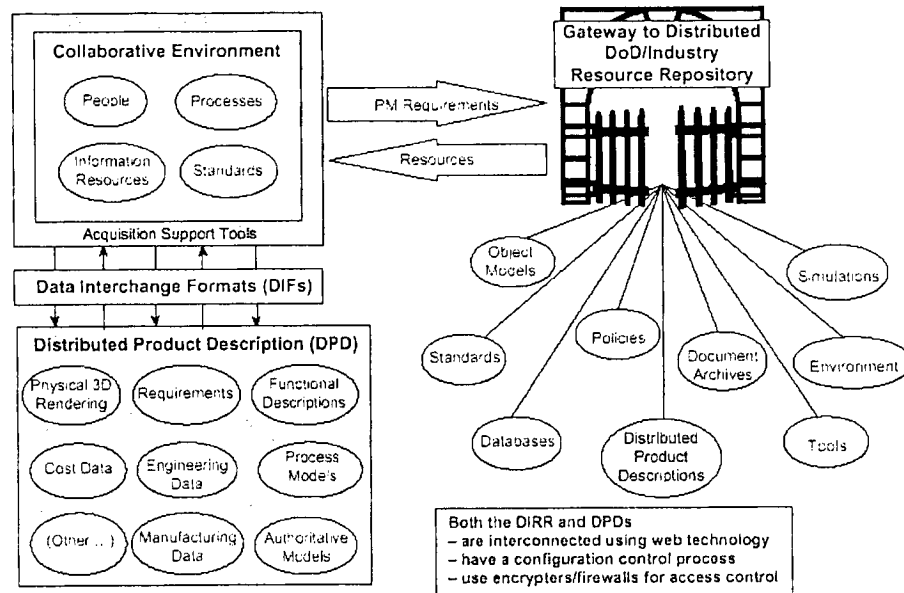 Collaborative Environment
People
Processes
Information
Resources
Standards
Acquisition Support Tools
Data Interchange Formats (DIFs)
Distributed Product Description (DPD)
Physical 3D
Rendering
Requirements
Functional
Descriptions
Cost Data
Engineering
Data
Process
Models
(Other ...)
Manufacturing
Data
Authoritative
Models
PM Requirements
Resources
Gateway to Distributed
DoD/Industry
Resource Repository
Object
Models
Simulations
Policies
Standards
Document
Archives
Environment
Databases
Distributed
Product
Descriptions
Tools
Both the DIRR and DPDs
– are interconnected using web technology
– have a configuration control process
– use encrypters/firewalls for access control